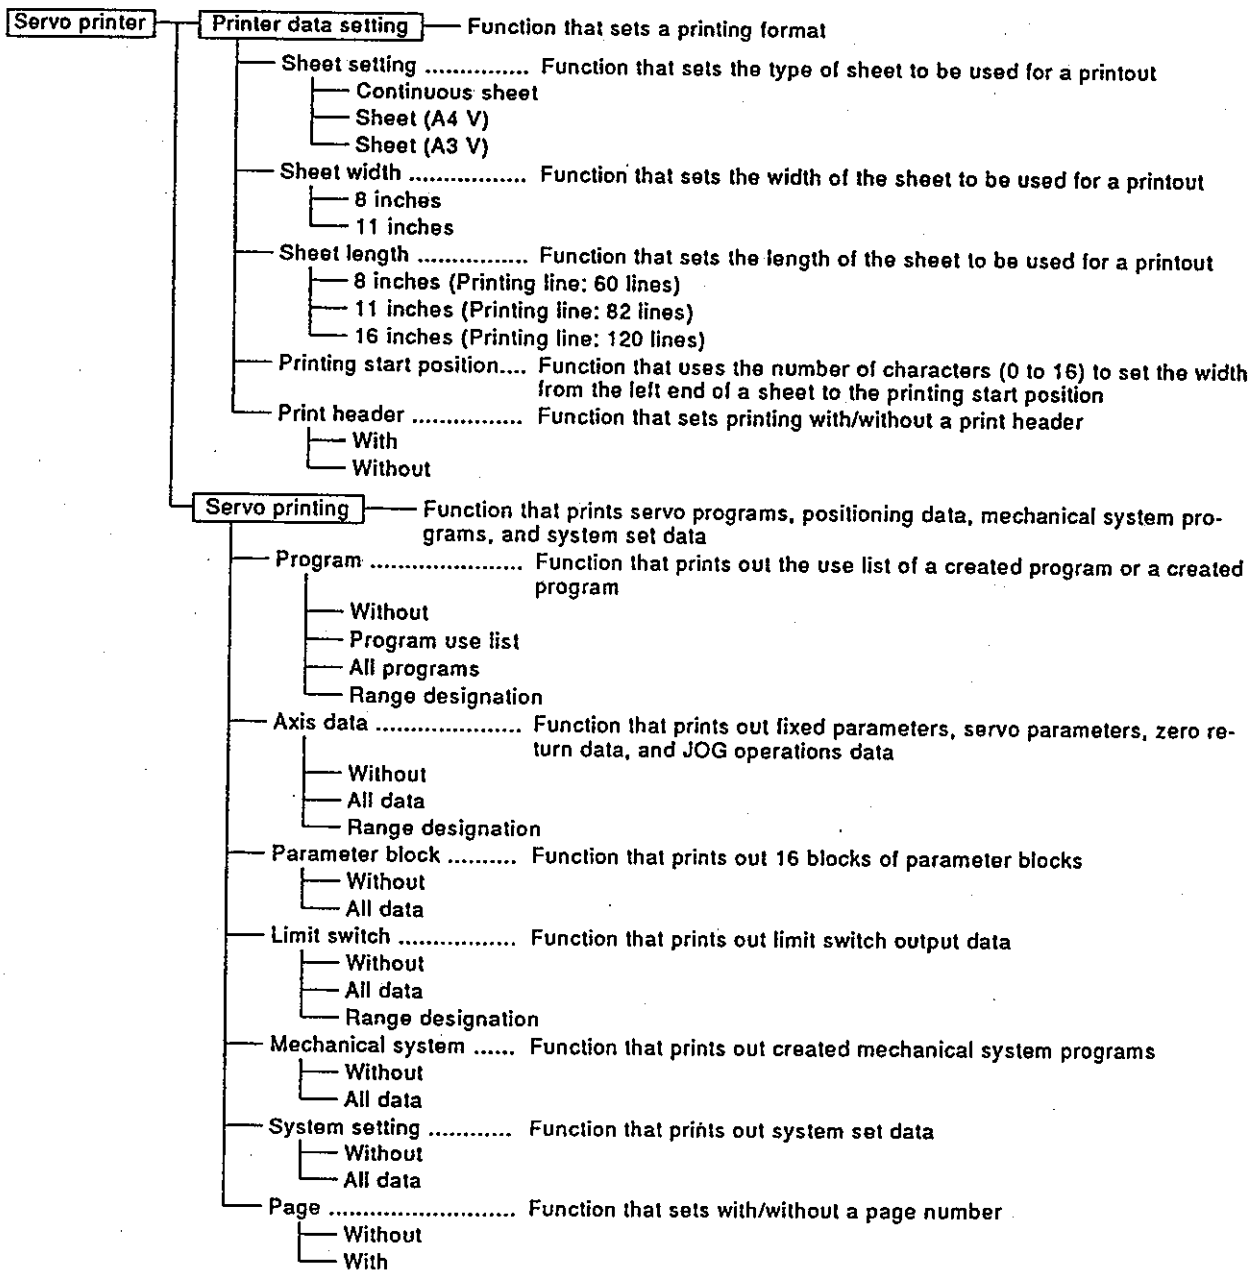 Servo printer Printer data setting Function that sets a printing format
Sheet setting ............... Function that sets the type of sheet to be used for a printout
Continuous sheet
Sheet (A4 V)
Sheet (A3 V)
Sheet width ................. Function that sets the width of the sheet to be used for a printout
8 inches
11 inches
Sheet length ................ Function that sets the length of the sheet to be used for a printout
8 inches (Printing line: 60 lines)
11 inches (Printing line: 82 lines)
16 inches (Printing line: 120 lines)
Printing start position.... Function that uses the number of characters (0 to 16) to set the width
from the left end of a sheet to the printing start position
Print header ................ Function that sets printing with/without a print header
With
Without
Servo printing Function that prints servo programs, positioning data, mechanical system pro-
grams, and system set data
Program ...................... Function that prints out the use list of a created program or a created
program
Without
Program use list
All programs
Range designation
Axis data ..................... Function that prints out fixed parameters, servo parameters, zero re-
turn data, and JOG operations data
Without
All data
Range designation
Parameter block .......... Function that prints out 16 blocks of parameter blocks
Without
All data
Limit switch ................. Function that prints out limit switch output data
Without
All data
Range designation
Mechanical system ...... Function that prints out created mechanical system programs
Without
All data
System setting ............ Function that prints out system set data
Without
All data
Page ........................... Function that sets with/without a page number
Without
With